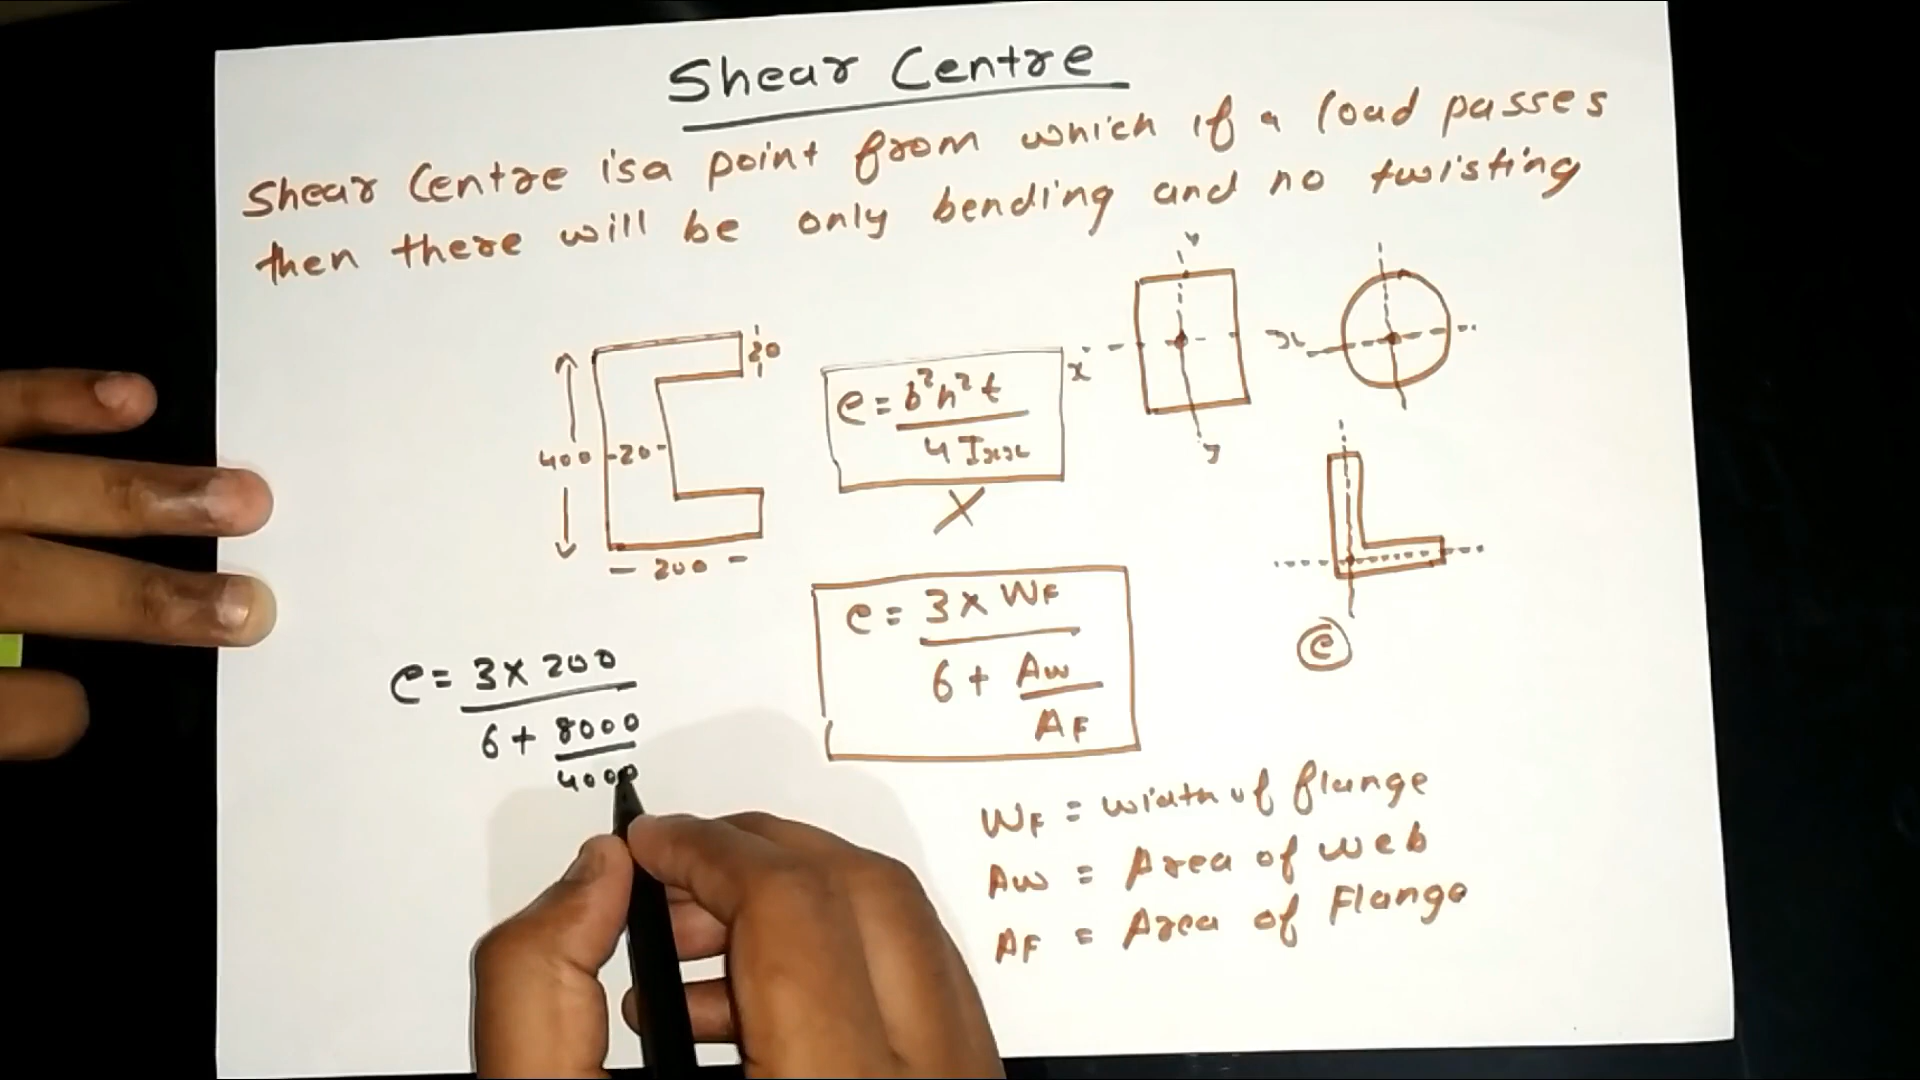 Shear Centre
Shear Centre is a point from which if a load passes
then there will be only bending and no twisting
20
400
20
200
e = b²h²t
4 Ixx
X
y
x
x
y
e = 3 x WF
6 + Aw
AF
e
e = 3 x 200
6 + 8000
4000
WF = width of flange
Aw = Area of web
AF = Area of Flange